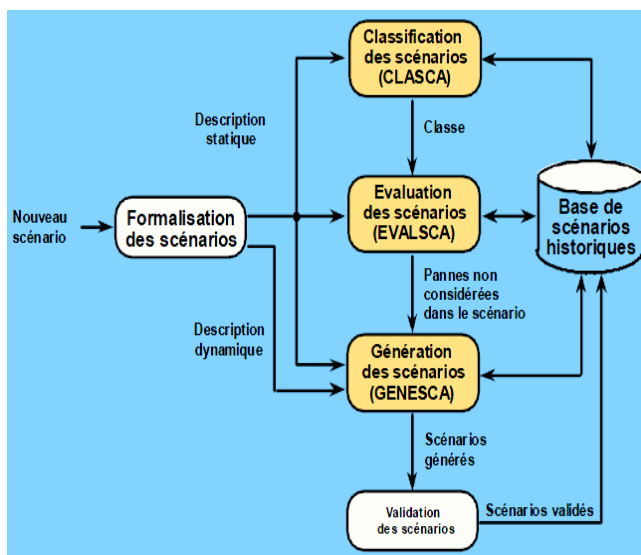 Classification
des scénarios
(CLASCA)
Description
statique
Classe
Nouveau
scénario
Formalisation
des scénarios
Evaluation
des scénarios
(EVALSCA)
Base de
scénarios
historiques
Pannes non
considérées
dans le scénario
Description
dynamique
Génération
des scénarios
(GENESCA)
Scénarios
générés
Validation
des scénarios
Scénarios validés